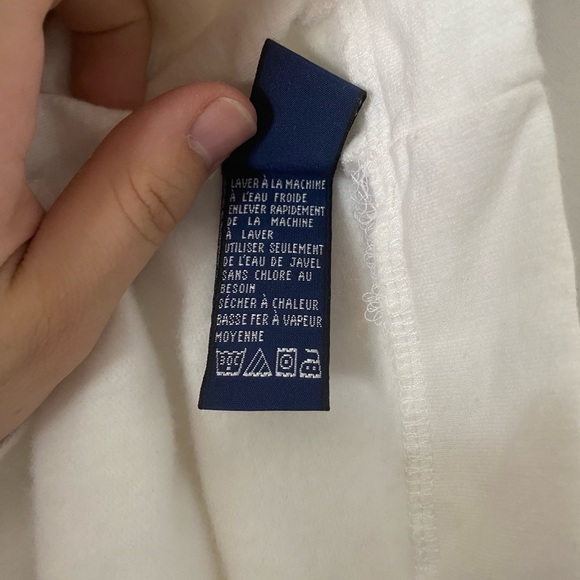 LAVER À LA MACHINE
À L'EAU FROIDE
ENLEVER RAPIDEMENT
DE LA MACHINE
À LAVER
UTILISER SEULEMENT
DE L'EAU DE JAVEL
SANS CHLORE AU
BESOIN
SÉCHER À CHALEUR
BASSE FER À VAPEUR
MOYENNE
30C